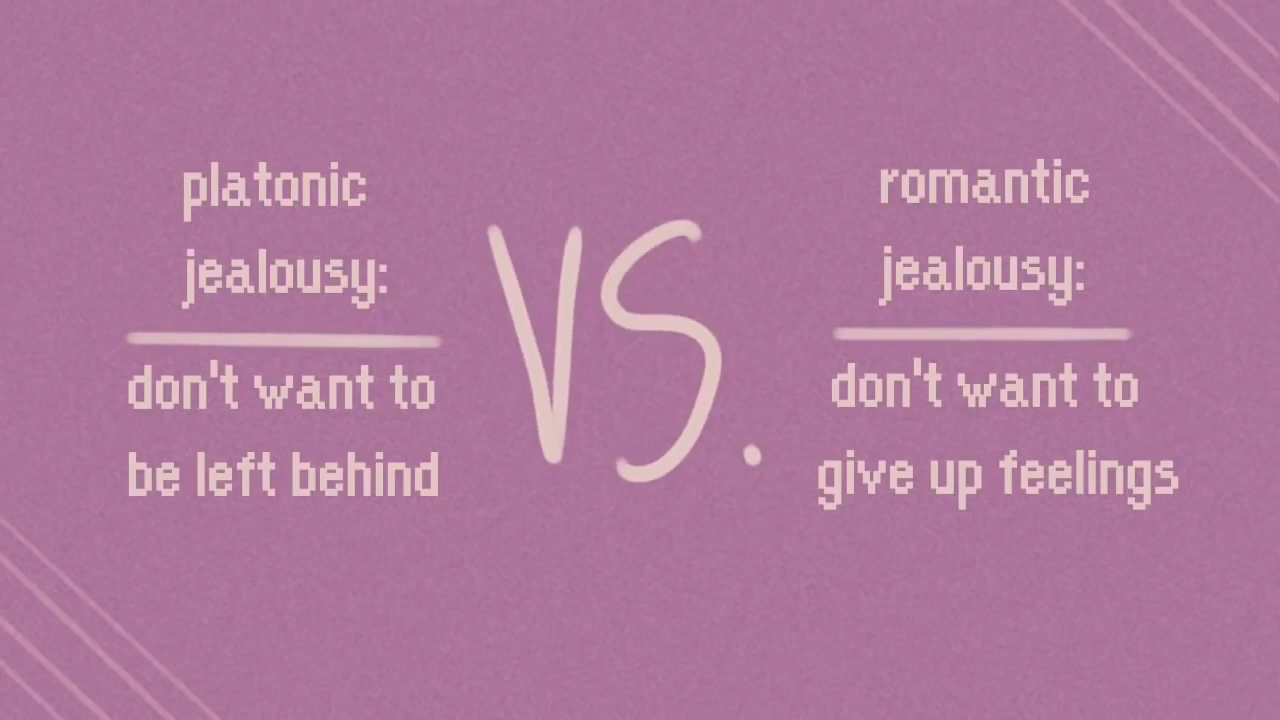 platonic
jealousy:
don't want to
be left behind
vs.
romantic
jealousy:
don't want to
give up feelings